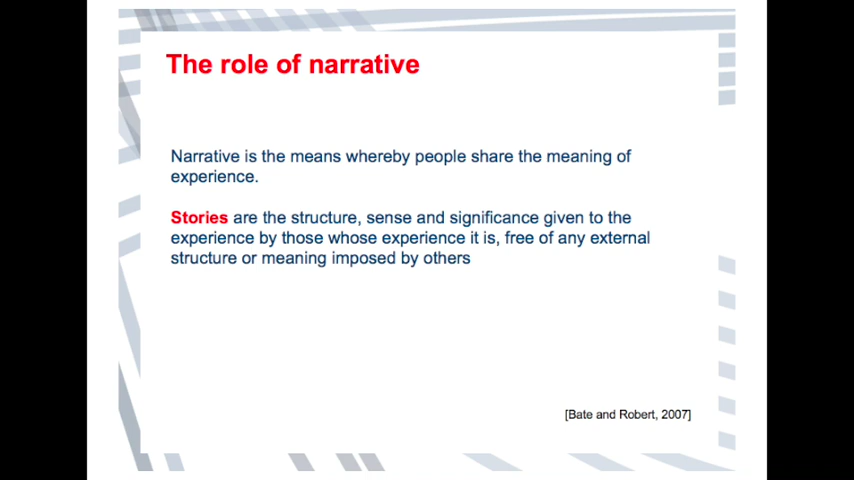 The role of narrative
Narrative is the means whereby people share the meaning of
experience.
Stories are the structure, sense and significance given to the
experience by those whose experience it is, free of any external
structure or meaning imposed by others
[Bate and Robert, 2007]